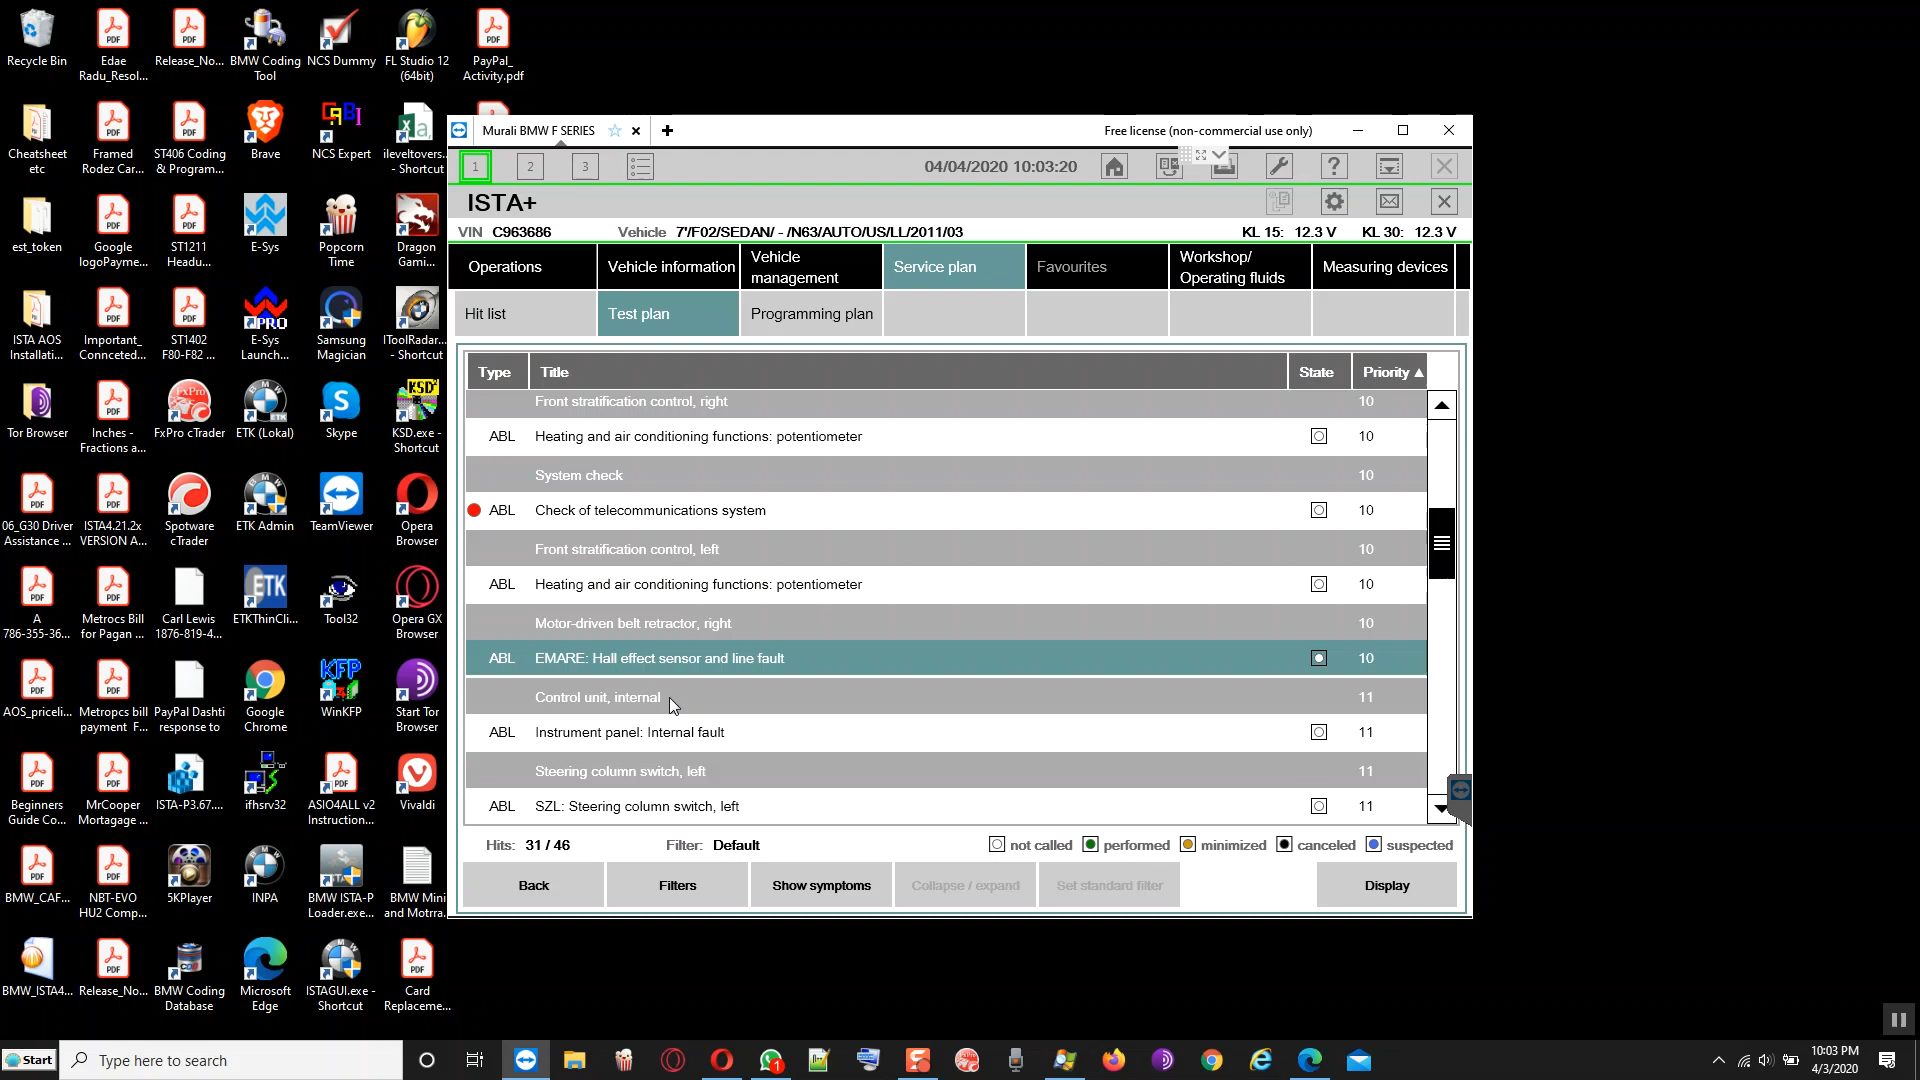 Recycle Bin
Edae
Radu_Resol...
Release_No...
BMW Coding
Tool
NCS Dummy
FL Studio 12
(64bit)
PayPal_
Activity.pdf
Cheatsheet
etc
Framed
Rodez Car...
ST406 Coding
& Program...
Brave
NCS Expert
ileveltovers...
- Shortcut
est_token
Google
logoPayme...
ST1211
Headu...
E-Sys
Popcorn
Time
Dragon
Gami...
ISTA AOS
Installati...
Important_
Connceted...
ST1402
F80-F82 ...
E-Sys
Launch...
Samsung
Magician
IToolRadar...
- Shortcut
Tor Browser
Inches -
Fractions a...
FxPro cTrader
ETK (Lokal)
Skype
KSD.exe -
Shortcut
06_G30 Driver
Assistance ...
ISTA4.21.2x
VERSION A...
Spotware
cTrader
ETK Admin
TeamViewer
Opera
Browser
A
786-355-36...
Metrocs Bill
for Pagan ...
Carl Lewis
1876-819-4...
ETKThinCli...
Tool32
Opera GX
Browser
AOS_priceli...
Metropcs bill
payment F...
PayPal Dashti
response to
Google
Chrome
WinKFP
Start Tor
Browser
Beginners
Guide Co...
MrCooper
Mortagage ...
ISTA-P3.67....
ifhsrv32
ASIO4ALL v2
Instruction...
Vivaldi
BMW_CAF...
NBT-EVO
HU2 Comp...
5KPlayer
INPA
BMW ISTA-P
Loader.exe...
BMW Mini
and Motrra...
BMW_ISTA4...
Release_No...
BMW Coding
Database
Microsoft
Edge
ISTAGUI.exe -
Shortcut
Card
Replaceme...
Murali BMW F SERIES
Free license (non-commercial use only)
1 2 3 04/04/2020 10:03:20
ISTA+
VIN C963686 Vehicle 7'/F02/SEDAN/ - /N63/AUTO/US/LL/2011/03 KL 15: 12.3 V KL 30: 12.3 V
Operations
Vehicle information
Vehicle
management
Service plan
Favourites
Workshop/
Operating fluids
Measuring devices
Hit list Test plan Programming plan
Type Title State Priority
Front stratification control, right 10
ABL Heating and air conditioning functions: potentiometer 10
System check 10
ABL Check of telecommunications system 10
Front stratification control, left 10
ABL Heating and air conditioning functions: potentiometer 10
Motor-driven belt retractor, right 10
ABL EMARE: Hall effect sensor and line fault 10
Control unit, internal 11
ABL Instrument panel: Internal fault 11
Steering column switch, left 11
ABL SZL: Steering column switch, left 11
Hits: 31 / 46 Filter: Default not called performed minimized canceled suspected
Back Filters Show symptoms Collapse / expand Set standard filter Display
Start Type here to search
10:03 PM
4/3/2020